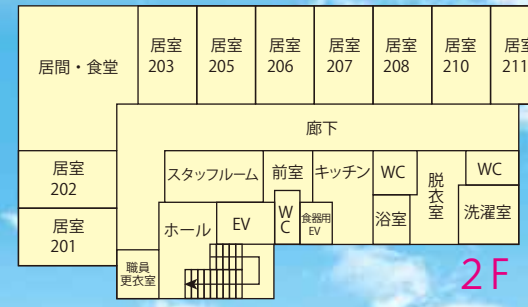 居間・食堂
居室
203
居室
205
居室
206
居室
207
居室
208
居室
210
居室
211
廊下
居室
202
居室
201
スタッフルーム
前室
キッチン
WC
脱衣室
WC
ホール
EV
WC
食器用
EV
浴室
洗濯室
職員
更衣室
2F